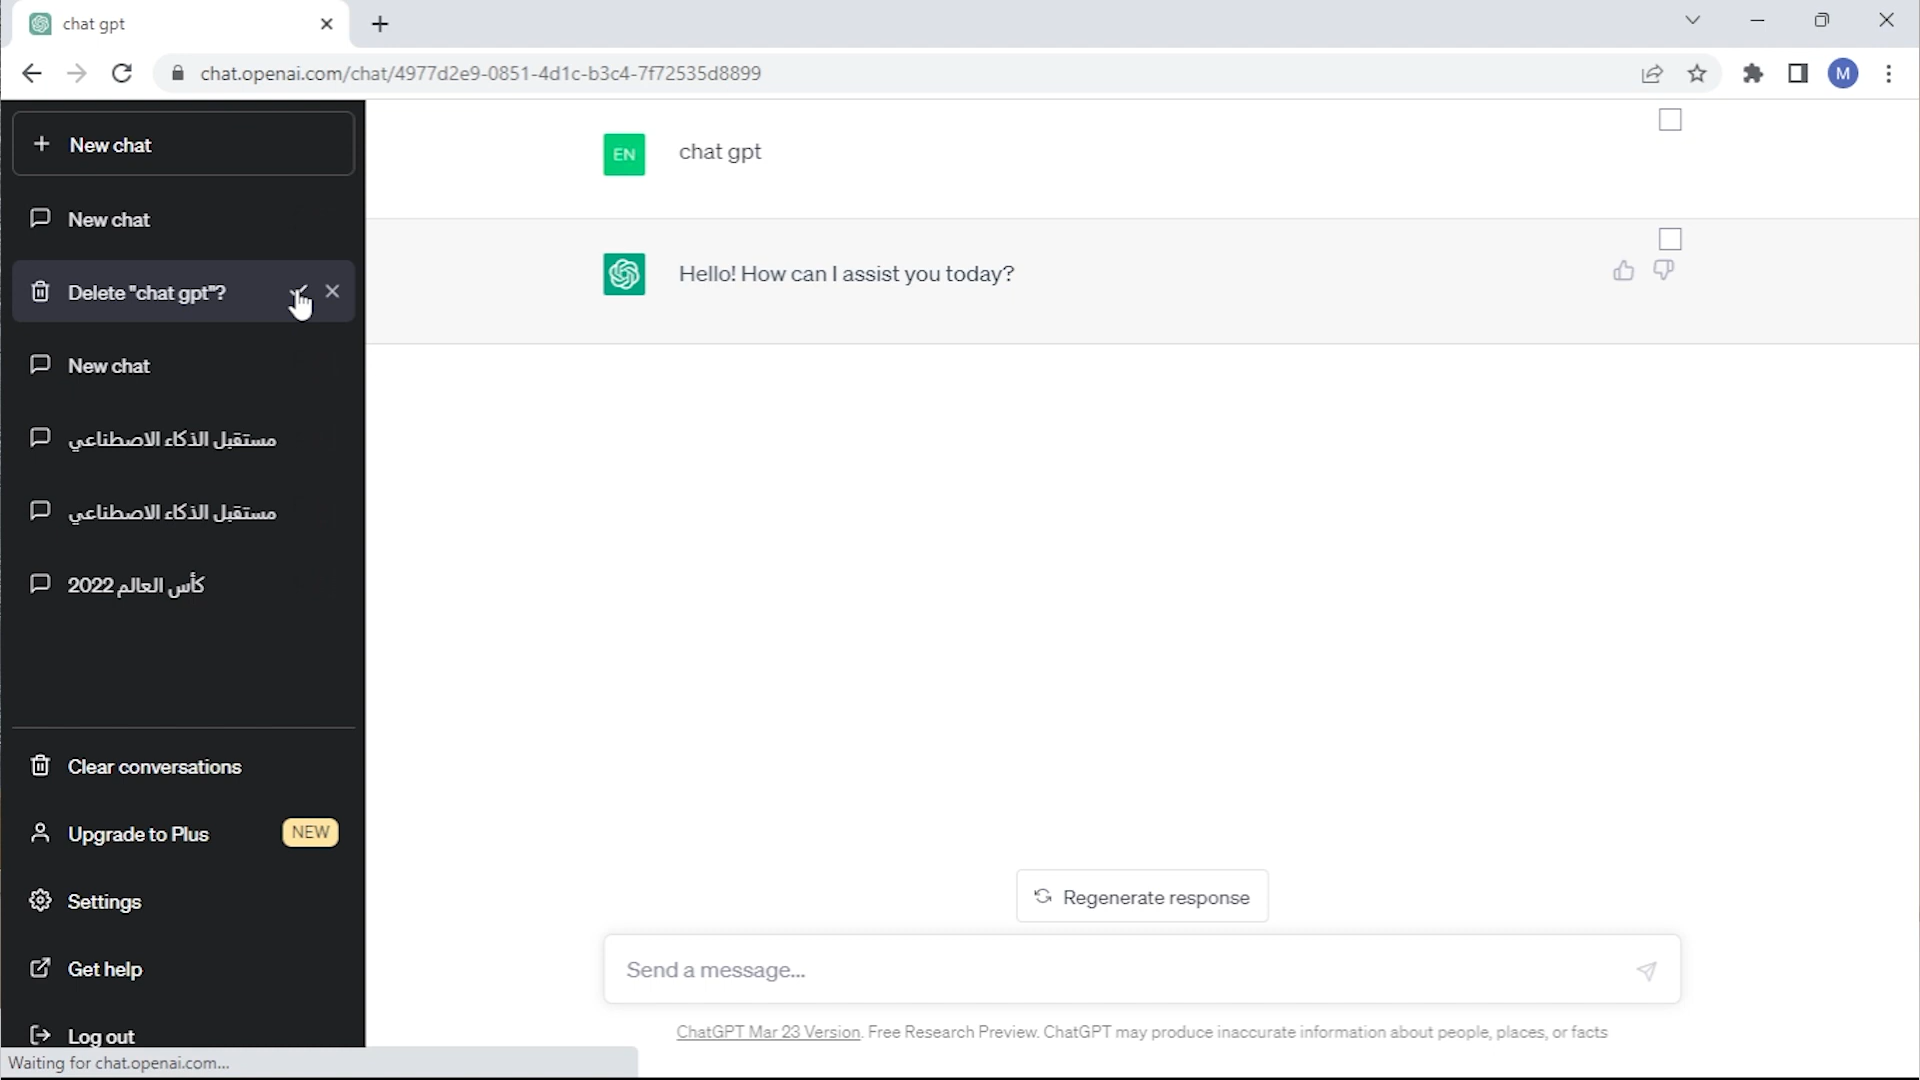 chat gpt
chat.openai.com/chat/4977d2e9-0851-4d1c-b3c4-7f72535d8899
M
New chat
New chat
Delete "chat gpt"?
New chat
مستقبل الذكاء الاصطناعي
مستقبل الذكاء الاصطناعي
كأس العالم 2022
Clear conversations
Upgrade to Plus NEW
Settings
Get help
Log out
Waiting for chat.openai.com...
EN chat gpt
Hello! How can I assist you today?
Regenerate response
Send a message...
ChatGPT Mar 23 Version. Free Research Preview. ChatGPT may produce inaccurate information about people, places, or facts